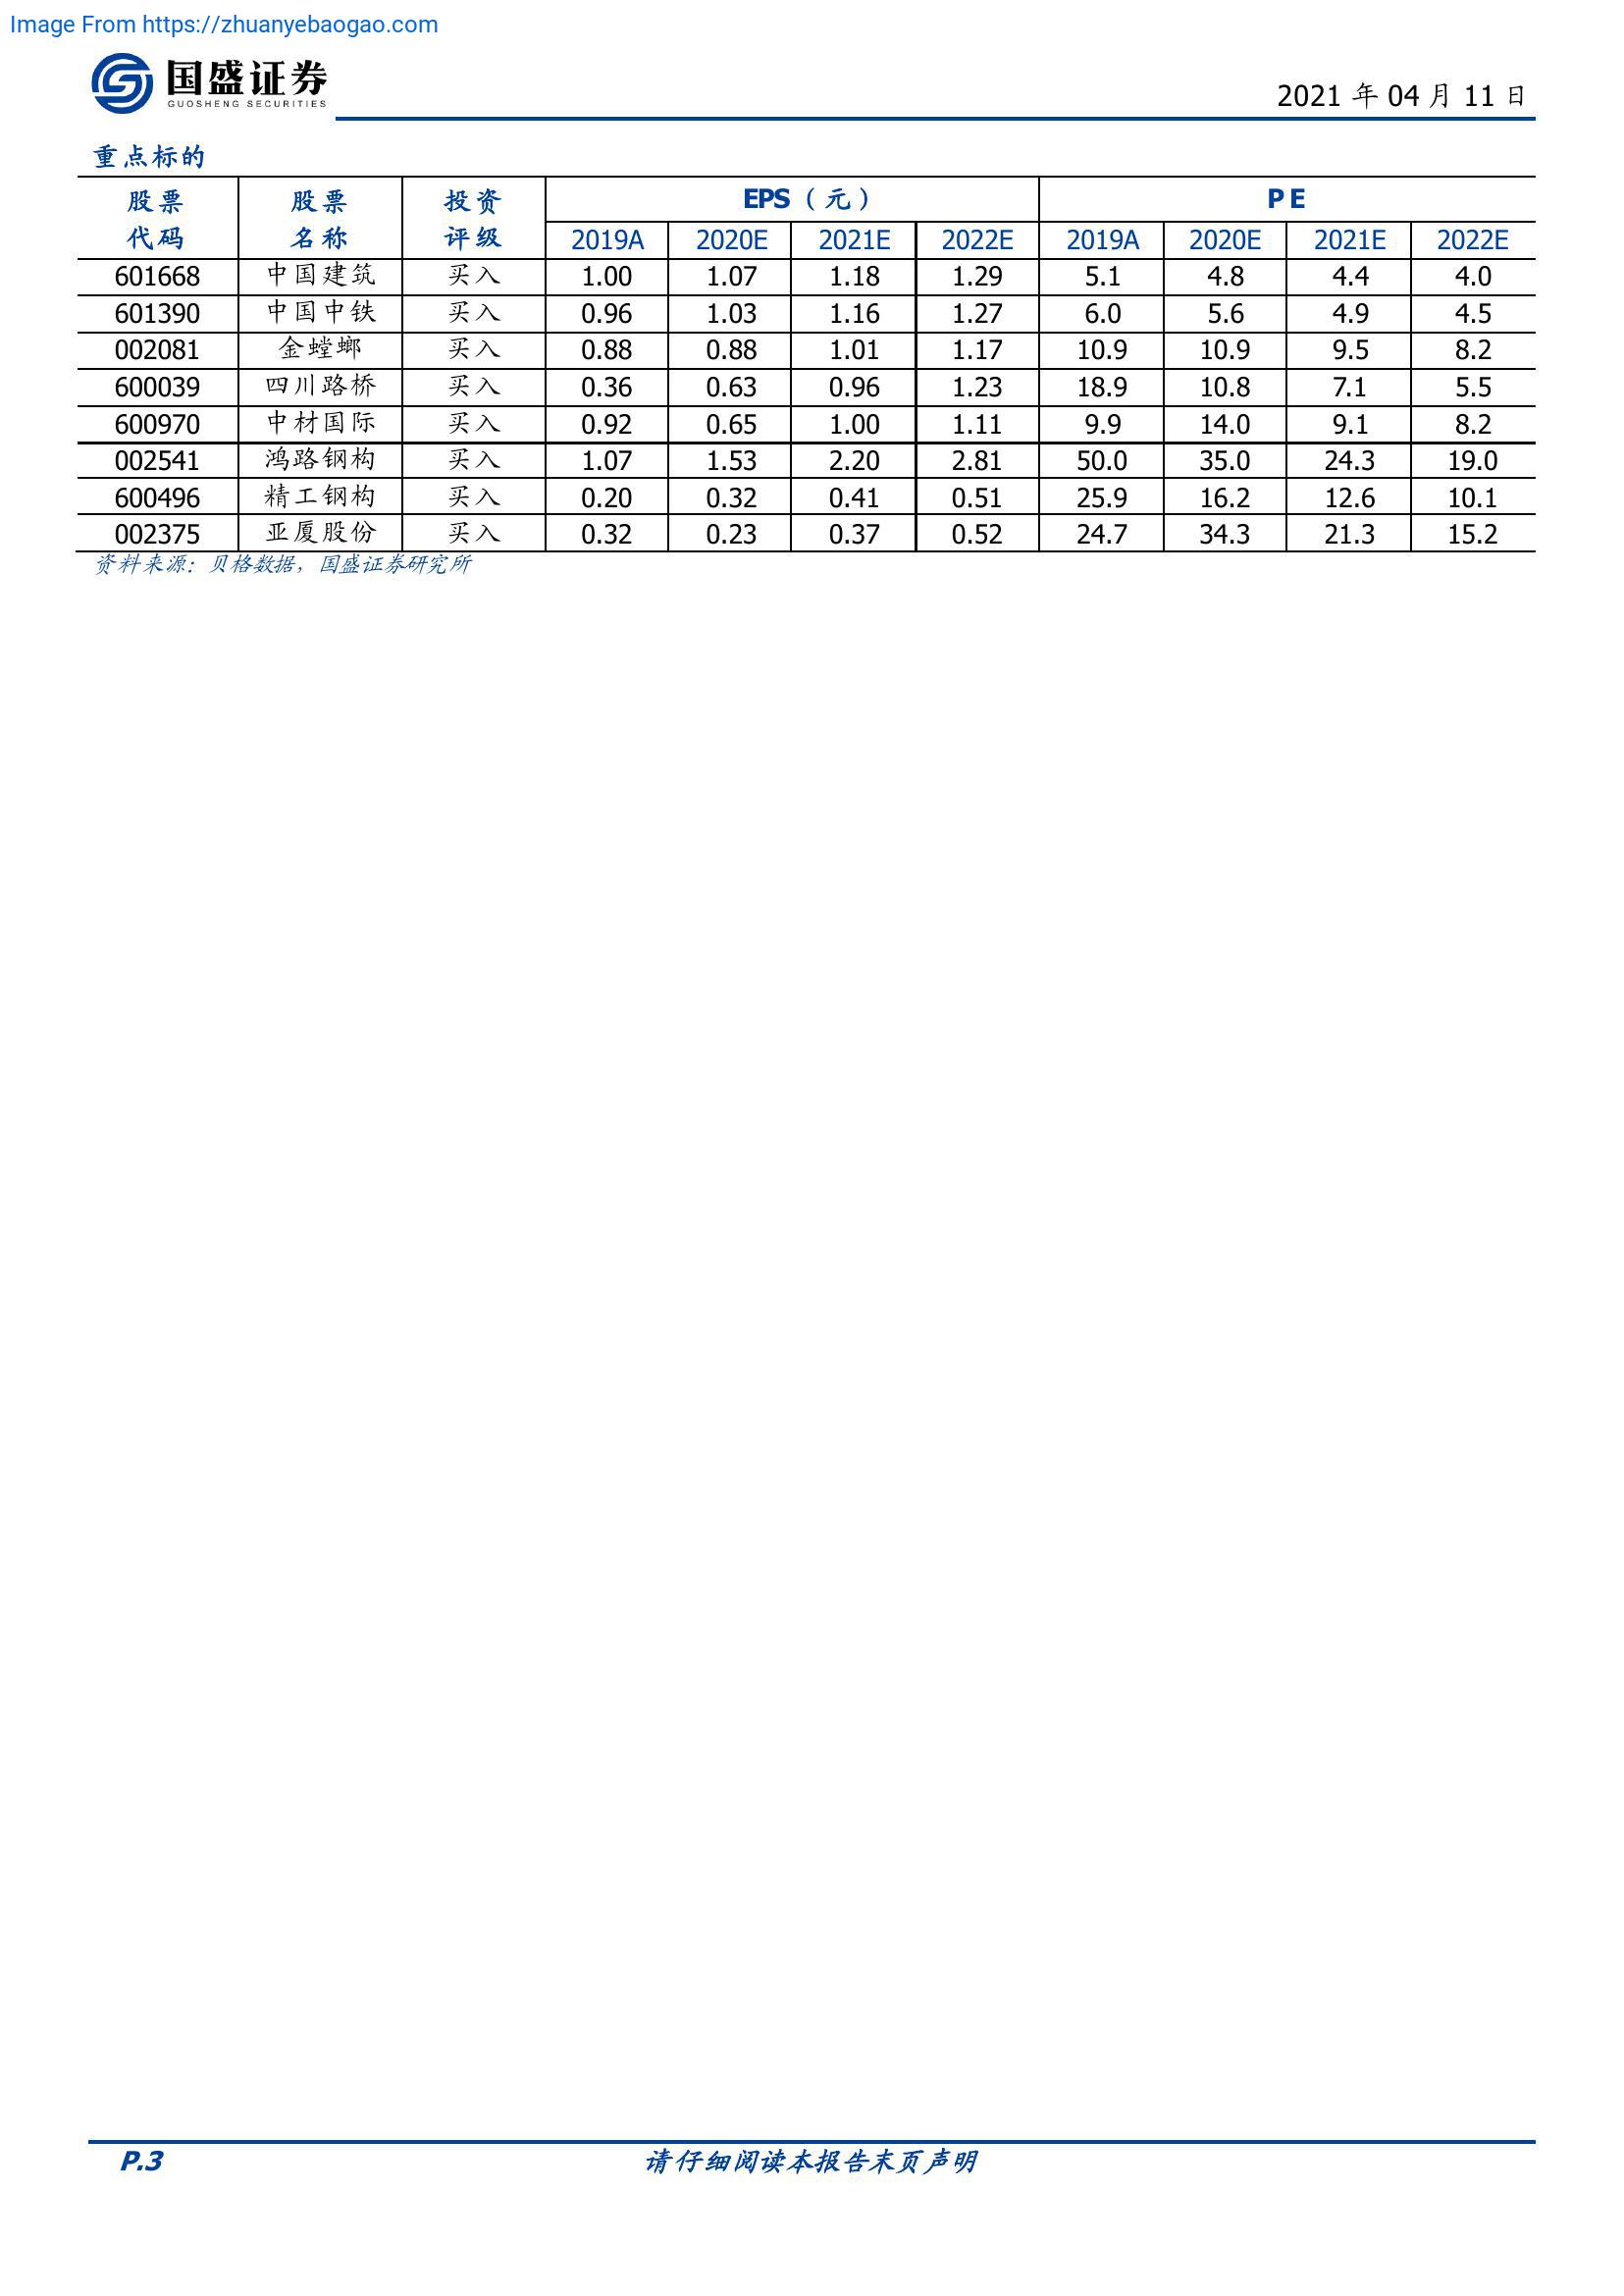 Image From https://zhuanyebaogao.com
国盛证券
GUOSHENG SECURITIES
2021 年 04 月 11 日
重点标的
股票代码 股票名称 投资评级 EPS（元） PE
2019A 2020E 2021E 2022E 2019A 2020E 2021E 2022E
601668 中国建筑 买入 1.00 1.07 1.18 1.29 5.1 4.8 4.4 4.0
601390 中国中铁 买入 0.96 1.03 1.16 1.27 6.0 5.6 4.9 4.5
002081 金螳螂 买入 0.88 0.88 1.01 1.17 10.9 10.9 9.5 8.2
600039 四川路桥 买入 0.36 0.63 0.96 1.23 18.9 10.8 7.1 5.5
600970 中材国际 买入 0.92 0.65 1.00 1.11 9.9 14.0 9.1 8.2
002541 鸿路钢构 买入 1.07 1.53 2.20 2.81 50.0 35.0 24.3 19.0
600496 精工钢构 买入 0.20 0.32 0.41 0.51 25.9 16.2 12.6 10.1
002375 亚厦股份 买入 0.32 0.23 0.37 0.52 24.7 34.3 21.3 15.2
资料来源：贝格数据，国盛证券研究所
P.3 请仔细阅读本报告末页声明